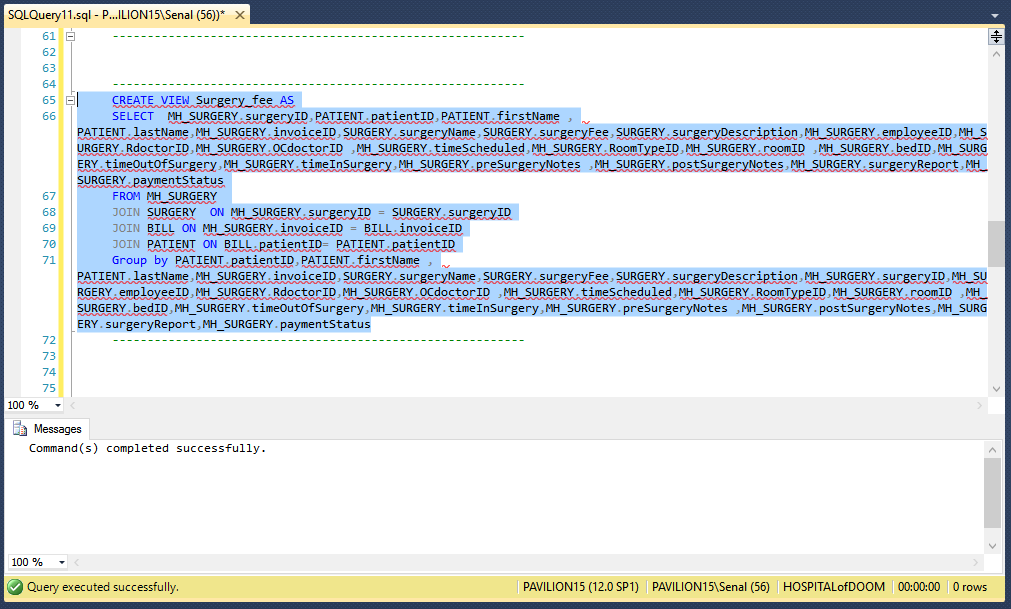 SQLQuery11.sql - P...ILION15\Senal (56))*
61 -----------------------------------------------------------
62
63
64 -----------------------------------------------------------
65 CREATE VIEW Surgery_fee AS
66 SELECT MH_SURGERY.surgeryID,PATIENT.patientID,PATIENT.firstName ,
PATIENT.lastName,MH_SURGERY.invoiceID,SURGERY.surgeryName,SURGERY.surgeryFee,SURGERY.surgeryDescription,MH_SURGERY.employeeID,MH_S
URGERY.RdoctorID,MH_SURGERY.OCdoctorID ,MH_SURGERY.timeScheduled,MH_SURGERY.RoomTypeID,MH_SURGERY.roomID ,MH_SURGERY.bedID,MH_SURG
ERY.timeOutOfSurgery,MH_SURGERY.timeInSurgery,MH_SURGERY.preSurgeryNotes ,MH_SURGERY.postSurgeryNotes,MH_SURGERY.surgeryReport,MH_
SURGERY.paymentStatus
67 FROM MH_SURGERY
68 JOIN SURGERY ON MH_SURGERY.surgeryID = SURGERY.surgeryID
69 JOIN BILL ON MH_SURGERY.invoiceID = BILL.invoiceID
70 JOIN PATIENT ON BILL.patientID= PATIENT.patientID
71 Group by PATIENT.patientID,PATIENT.firstName ,
PATIENT.lastName,MH_SURGERY.invoiceID,SURGERY.surgeryName,SURGERY.surgeryFee,SURGERY.surgeryDescription,MH_SURGERY.surgeryID,MH_SU
RGERY.employeeID,MH_SURGERY.RdoctorID,MH_SURGERY.OCdoctorID ,MH_SURGERY.timeScheduled,MH_SURGERY.RoomTypeID,MH_SURGERY.roomID ,MH_
SURGERY.bedID,MH_SURGERY.timeOutOfSurgery,MH_SURGERY.timeInSurgery,MH_SURGERY.preSurgeryNotes ,MH_SURGERY.postSurgeryNotes,MH_SURG
ERY.surgeryReport,MH_SURGERY.paymentStatus
72 -----------------------------------------------------------
73
74
75
100 %
Messages
Command(s) completed successfully.
100 %
Query executed successfully. PAVILION15 (12.0 SP1) PAVILION15\Senal (56) HOSPITALofDOOM 00:00:00 0 rows